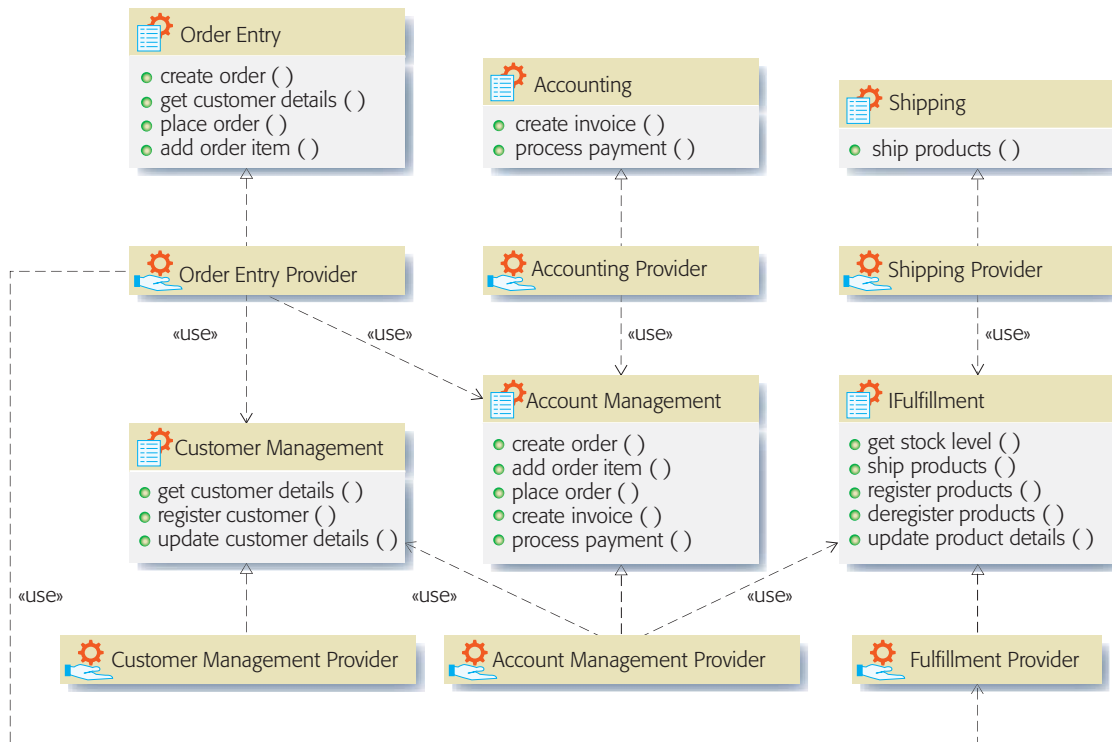 Order Entry
create order ( )
get customer details ( )
place order ( )
add order item ( )
Accounting
create invoice ( )
process payment ( )
Shipping
ship products ( )
Order Entry Provider
Accounting Provider
Shipping Provider
«use»
«use»
«use»
«use»
Customer Management
get customer details ( )
register customer ( )
update customer details ( )
Account Management
create order ( )
add order item ( )
place order ( )
create invoice ( )
process payment ( )
IFulfillment
get stock level ( )
ship products ( )
register products ( )
deregister products ( )
update product details ( )
«use»
«use»
«use»
Customer Management Provider
Account Management Provider
Fulfillment Provider